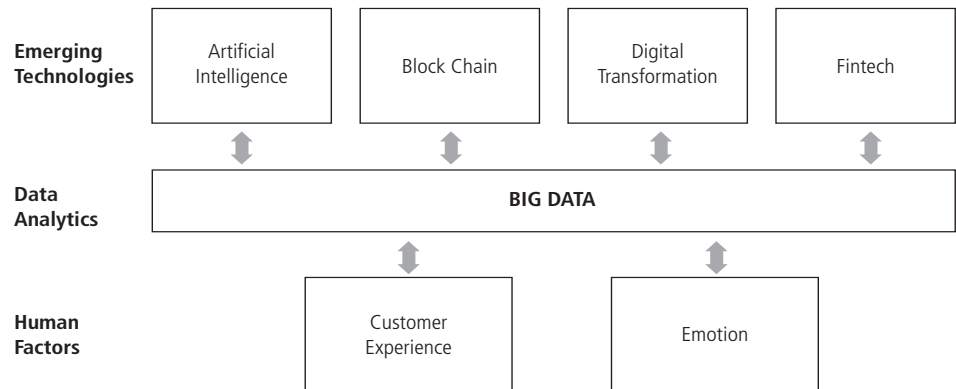 Emerging
Technologies
Artificial
Intelligence
Block Chain
Digital
Transformation
Fintech
Data
Analytics
BIG DATA
Human
Factors
Customer
Experience
Emotion